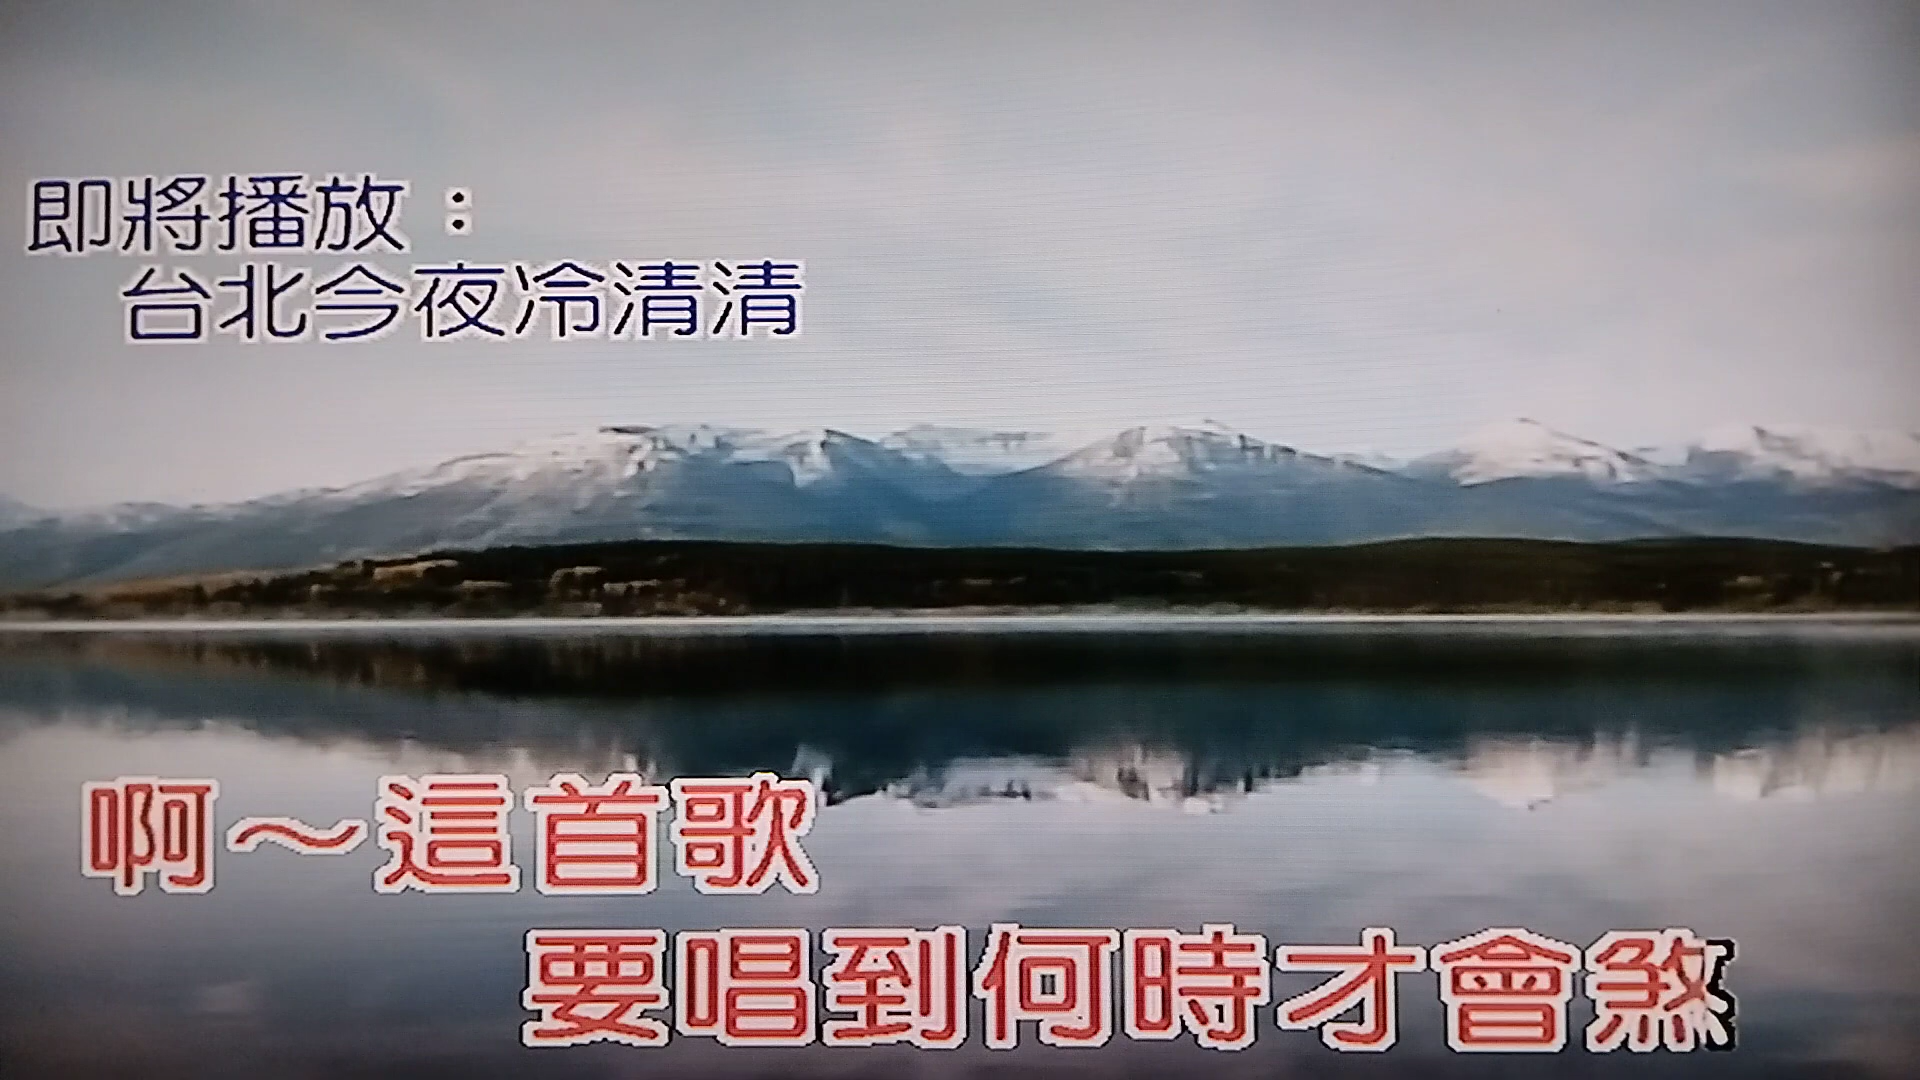 即將播放：
台北今夜冷清清
啊～這首歌
要唱到何時才會煞